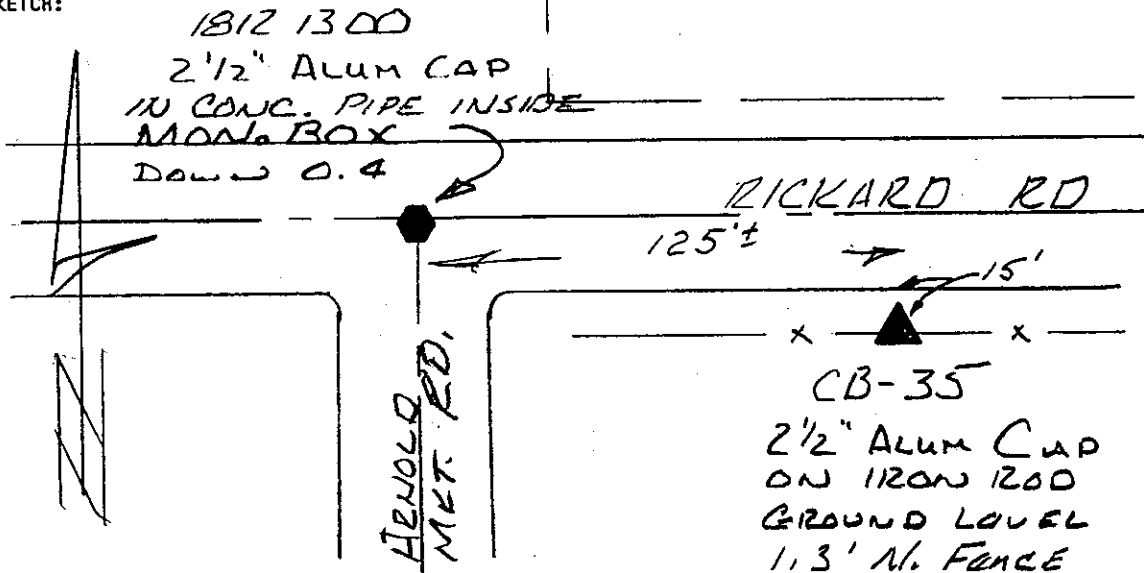 SKETCH:
1812 1300
2 1/2" ALUM CAP
IN CONC. PIPE INSIDE
MON. BOX
DOWN 0.4
RICKARD RD
125'±
15'
ARNOLD
MKT. RD.
CB-35
2 1/2" ALUM CAP
ON IRON ROD
GROUND LEVEL
1.3' N. FENCE
N
x
x